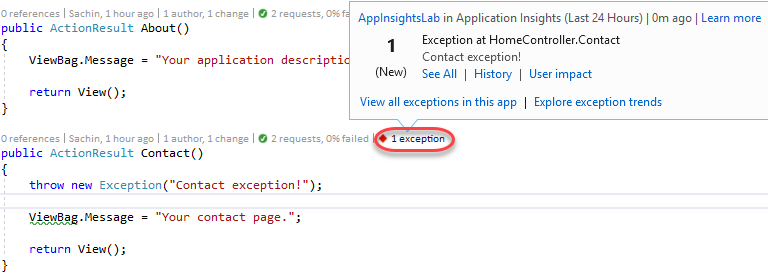 0 references | Sachin, 1 hour ago | 1 author, 1 change | 2 requests, 0% failed
public ActionResult About()
{
ViewBag.Message = "Your application description
return View();
}
AppInsightsLab in Application Insights (Last 24 Hours) | 0m ago | Learn more
1
(New)
Exception at HomeController.Contact
Contact exception!
See All | History | User impact
View all exceptions in this app | Explore exception trends
0 references | Sachin, 1 hour ago | 1 author, 1 change | 2 requests, 0% failed | 1 exception
public ActionResult Contact()
{
throw new Exception("Contact exception!");
ViewBag.Message = "Your contact page.";
return View();
}